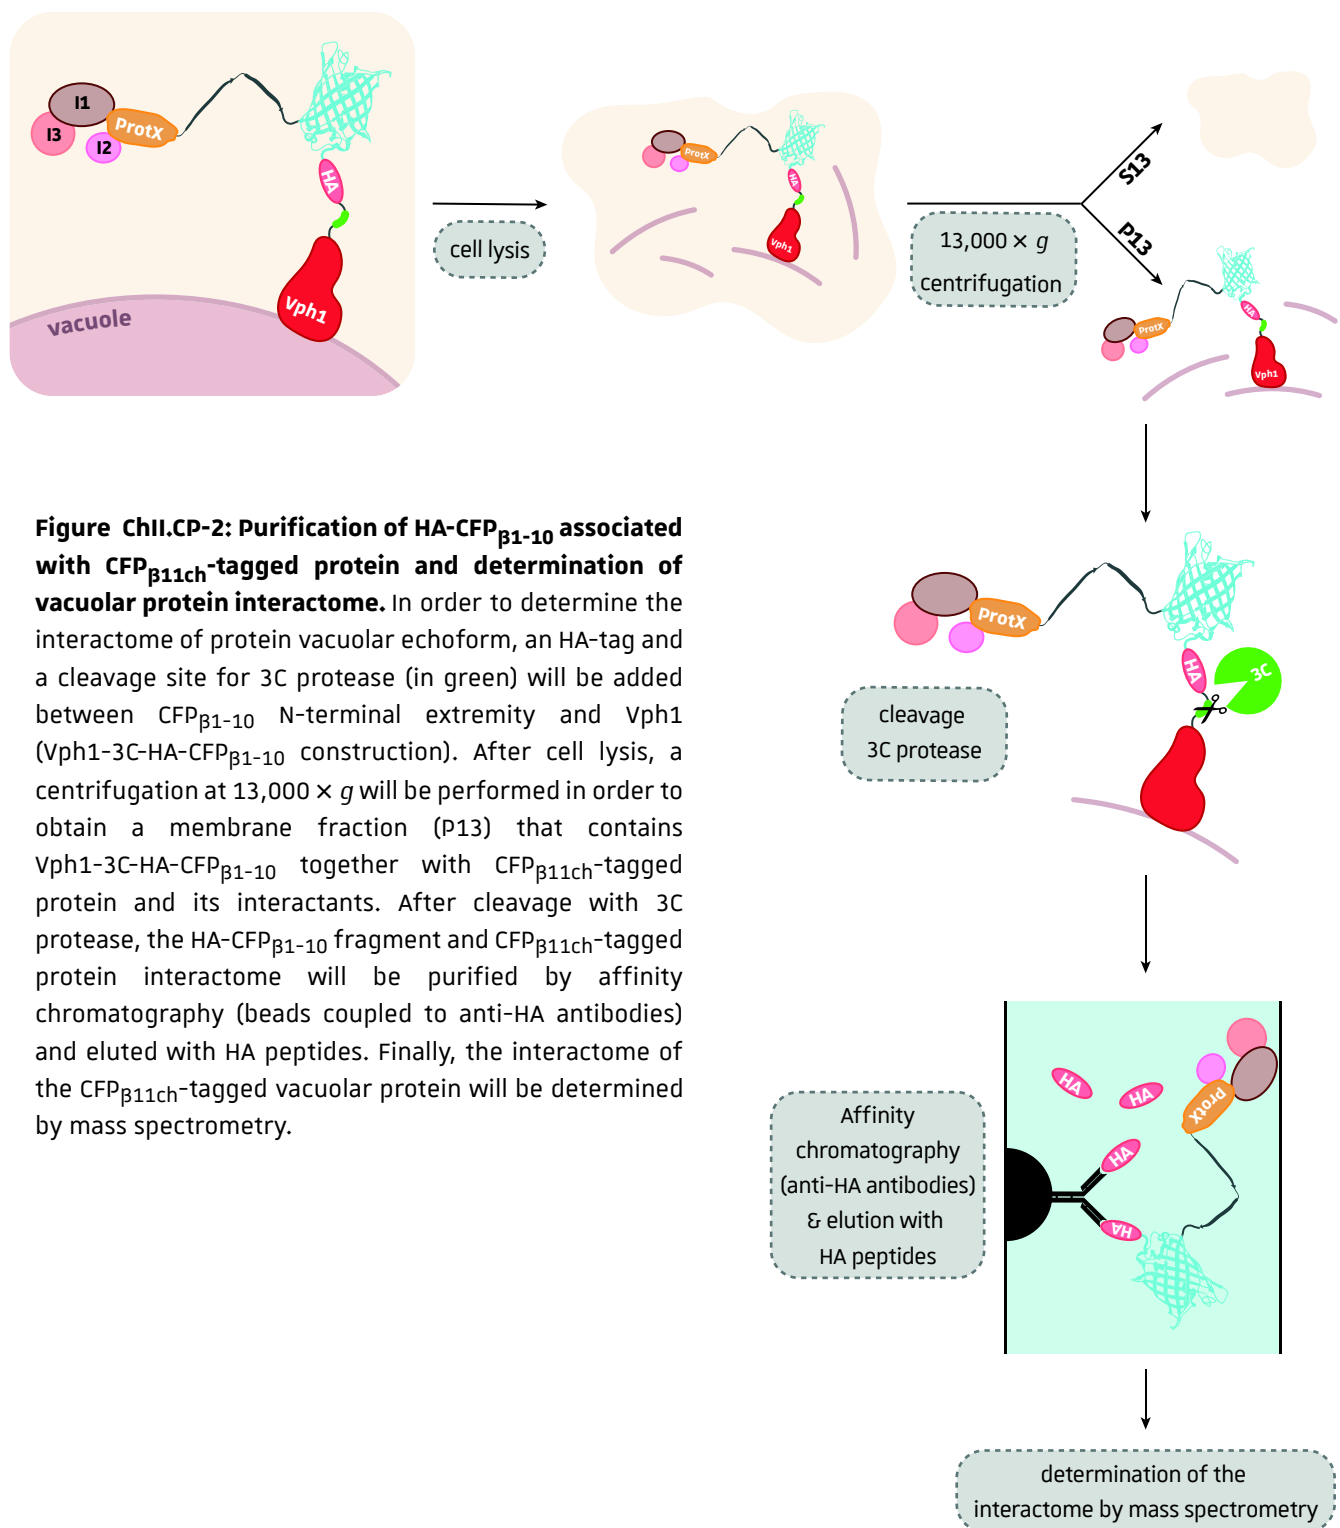 I1
I3
I2
ProtX
HA
Vph1
vacuole
cell lysis
ProtX
HA
Vph1
13,000 × g
centrifugation
S13
P13
ProtX
HA
Vph1
Figure ChII.CP-2: Purification of HA-CFPβ1-10 associated
with CFPβ11ch-tagged protein and determination of
vacuolar protein interactome. In order to determine the
interactome of protein vacuolar echoform, an HA-tag and
a cleavage site for 3C protease (in green) will be added
between CFPβ1-10 N-terminal extremity and Vph1
(Vph1-3C-HA-CFPβ1-10 construction). After cell lysis, a
centrifugation at 13,000 × g will be performed in order to
obtain a membrane fraction (P13) that contains
Vph1-3C-HA-CFPβ1-10 together with CFPβ11ch-tagged
protein and its interactants. After cleavage with 3C
protease, the HA-CFPβ1-10 fragment and CFPβ11ch-tagged
protein interactome will be purified by affinity
chromatography (beads coupled to anti-HA antibodies)
and eluted with HA peptides. Finally, the interactome of
the CFPβ11ch-tagged vacuolar protein will be determined
by mass spectrometry.
ProtX
HA
3C
cleavage
3C protease
HA
HA
ProtX
HA
HA
Affinity
chromatography
(anti-HA antibodies)
& elution with
HA peptides
determination of the
interactome by mass spectrometry